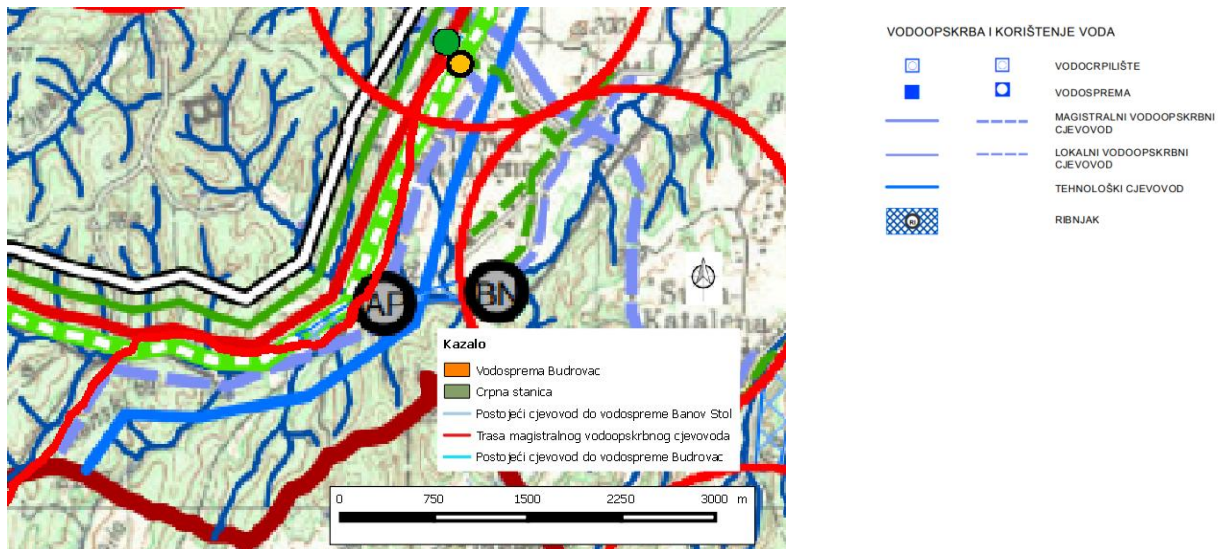 AP
BN
Katalena
Kazalo
Vodosprema Budrovac
Crpna stanica
Postojeći cjevovod do vodospreme Banov Stol
Trasa magistralnog vodoopskrbnog cjevovoda
Postojeći cjevovod do vodospreme Budrovac
0 750 1500 2250 3000 m
VODOOPSKRBA I KORIŠTENJE VODA
VODOCRPILIŠTE
VODOSPREMA
MAGISTRALNI VODOOPSKRBNI
CJEVOVOD
LOKALNI VODOOPSKRBNI
CJEVOVOD
TEHNOLOŠKI CJEVOVOD
RI
RIBNJAK